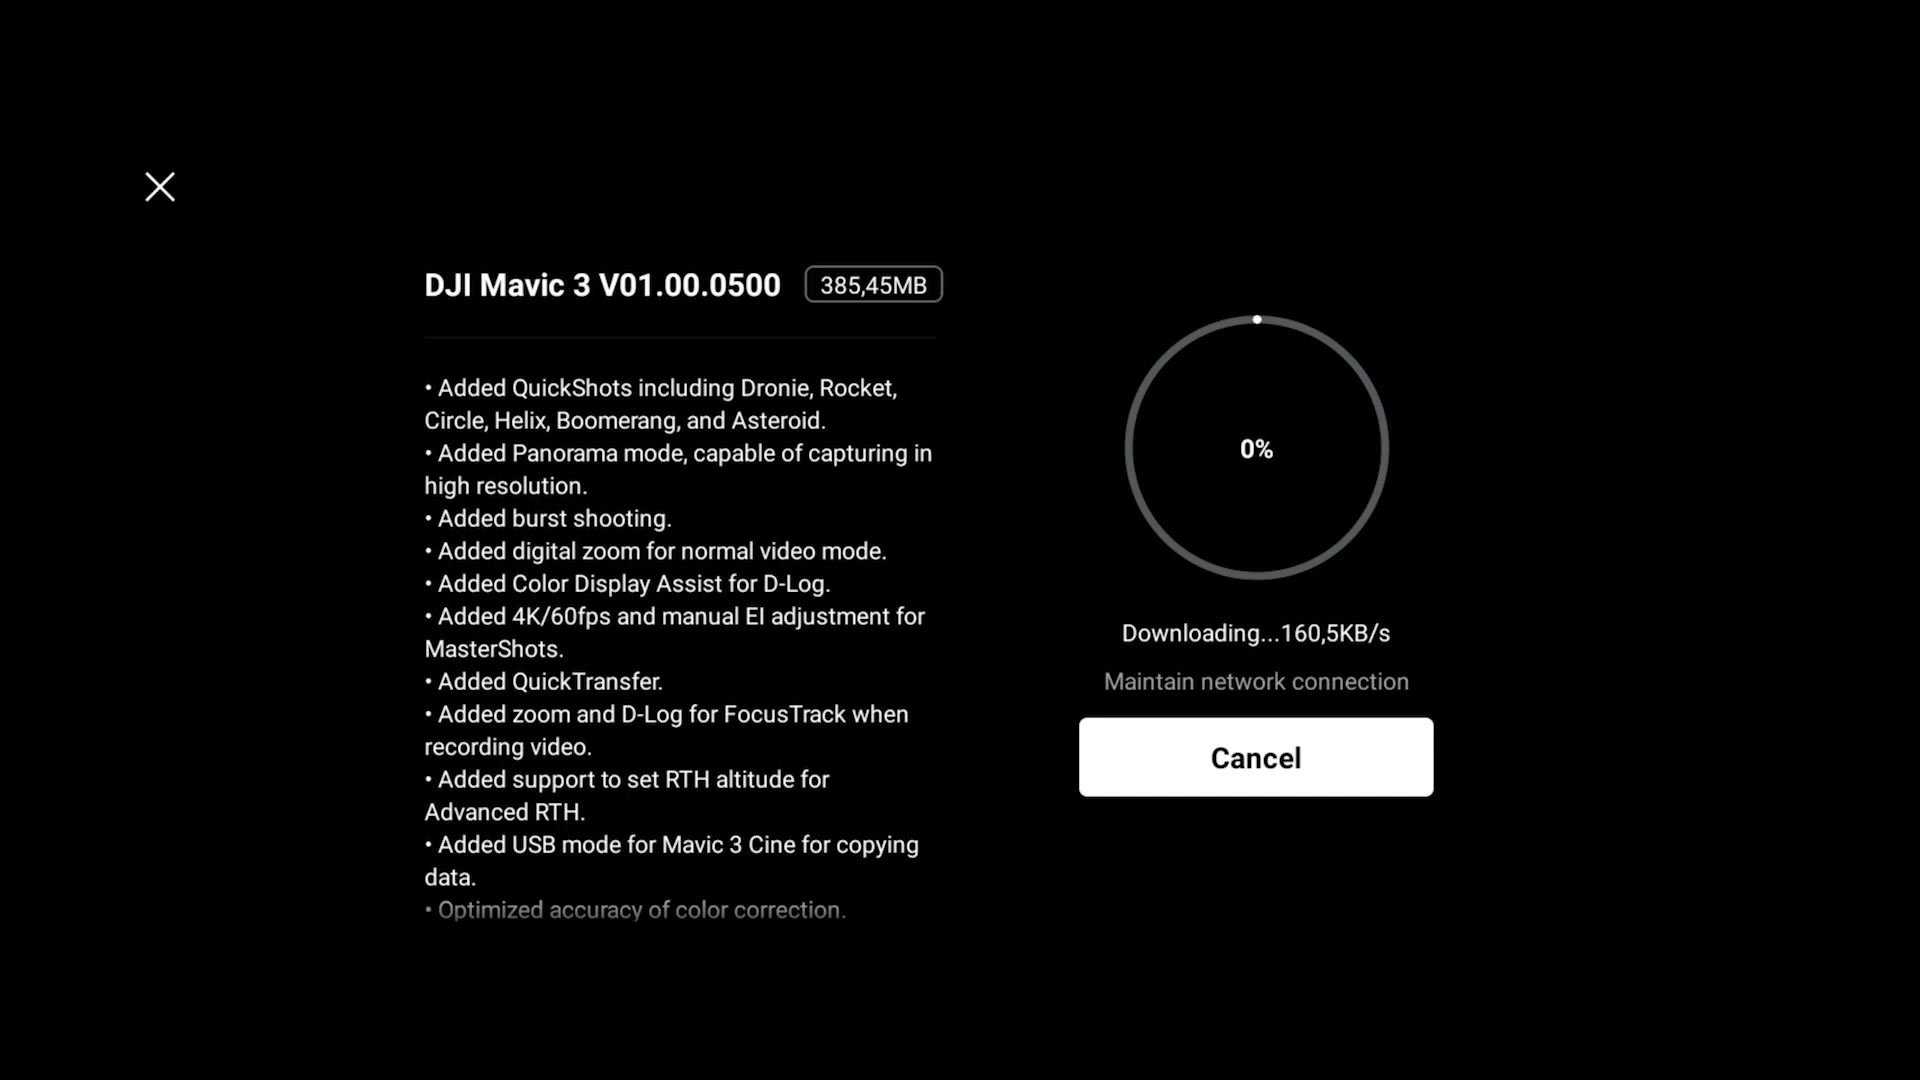 DJI Mavic 3 V01.00.0500 385,45MB
• Added QuickShots including Dronie, Rocket,
Circle, Helix, Boomerang, and Asteroid.
• Added Panorama mode, capable of capturing in
high resolution.
• Added burst shooting.
• Added digital zoom for normal video mode.
• Added Color Display Assist for D-Log.
• Added 4K/60fps and manual EI adjustment for
MasterShots.
• Added QuickTransfer.
• Added zoom and D-Log for FocusTrack when
recording video.
• Added support to set RTH altitude for
Advanced RTH.
• Added USB mode for Mavic 3 Cine for copying
data.
• Optimized accuracy of color correction.
0%
Downloading...160,5KB/s
Maintain network connection
Cancel